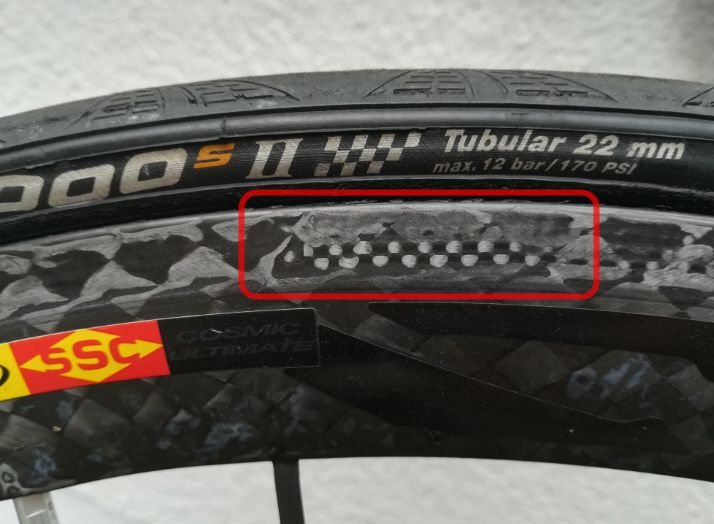 000s II Tubular 22 mm
max. 12 bar/170 PSI
SSC COSMIC
ULTIMATE